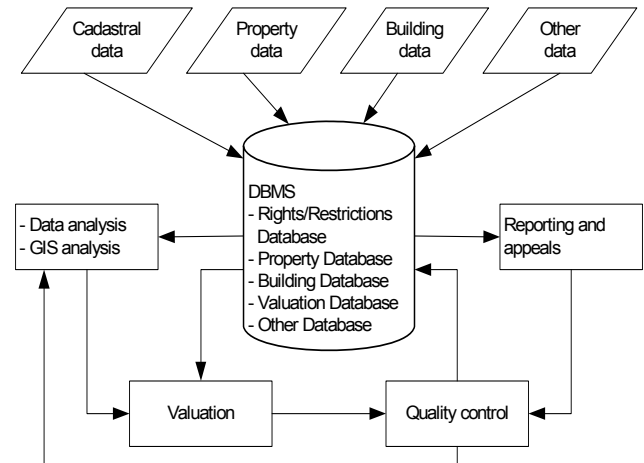 Cadastral
data
Property
data
Building
data
Other
data
DBMS
- Rights/Restrictions
Database
- Property Database
- Building Database
- Valuation Database
- Other Database
- Data analysis
- GIS analysis
Reporting and
appeals
Valuation
Quality control